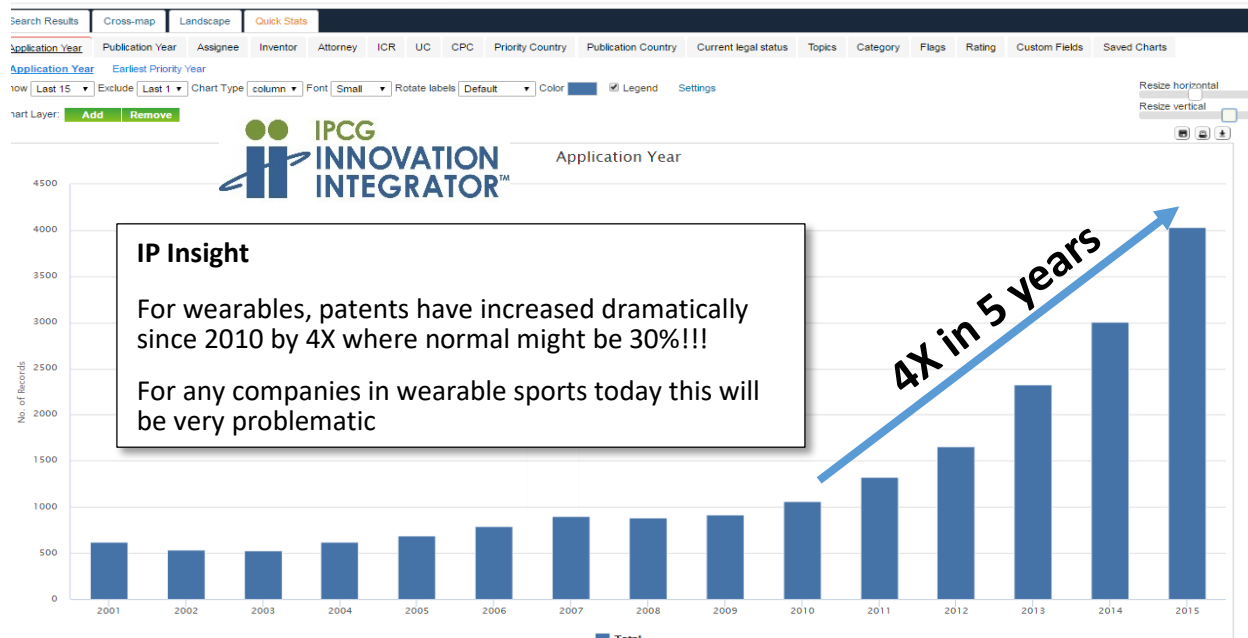 Search Results Cross-map Landscape Quick Stats
Application Year Publication Year Assignee Inventor Attorney ICR UC CPC Priority Country Publication Country Current legal status Topics Category Flags Rating Custom Fields Saved Charts
Application Year Earliest Priority Year
how Last 15 Exclude Last 1 Chart Type column Font Small Rotate labels Default Color Legend Settings
Resize horizontal
Resize vertical
hart Layer: Add Remove
IPCG
INNOVATION
INTEGRATOR™
Application Year
4500
4000
3500
3000
2500
2000
1500
1000
500
0
No. of Records
IP Insight
For wearables, patents have increased dramatically
since 2010 by 4X where normal might be 30%!!!
For any companies in wearable sports today this will
be very problematic
4X in 5 years
2001 2002 2003 2004 2005 2006 2007 2008 2009 2010 2011 2012 2013 2014 2015
Total